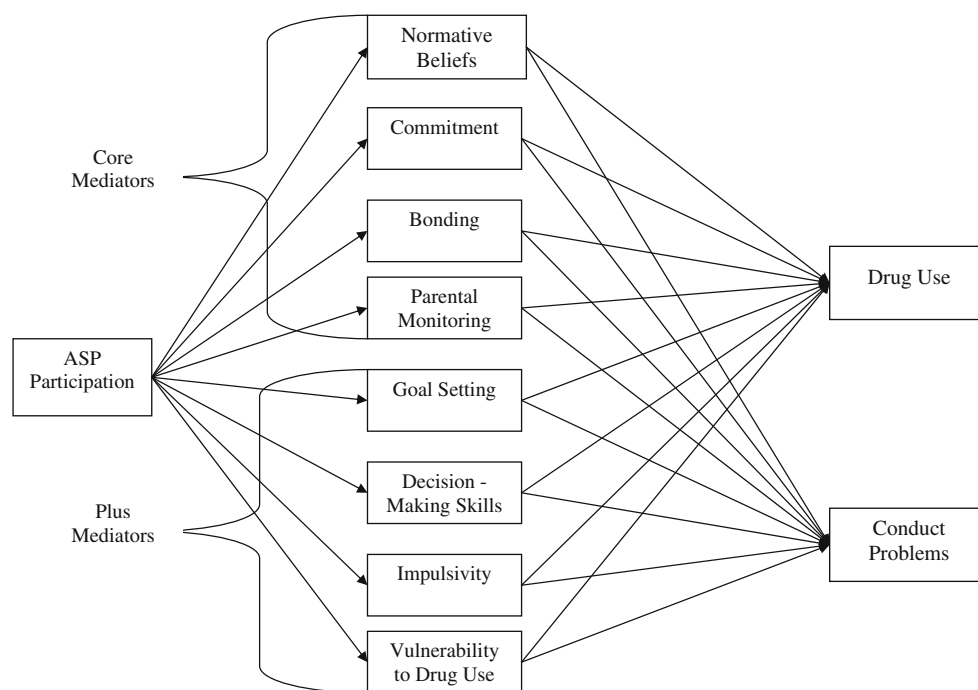 Normative
Beliefs
Commitment
Core
Mediators
Bonding
Parental
Monitoring
Drug Use
ASP
Participation
Goal Setting
Plus
Mediators
Decision -
Making Skills
Conduct
Problems
Impulsivity
Vulnerability
to Drug Use